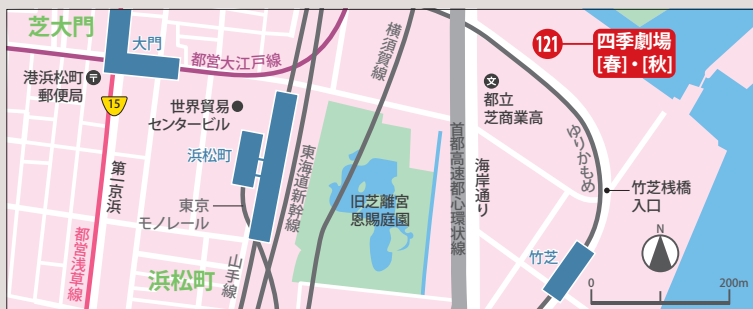 芝大門
大門
都営大江戸線
港浜松町
郵便局
15
世界貿易
センタービル
浜松町
東京
モノレール
第一京浜
都営浅草線
浜松町
山手線
東海道新幹線
横須賀線
旧芝離宮
恩賜庭園
首都高速都心環状線
海岸通り
文
都立
芝商業高
121
四季劇場
[春]・[秋]
ゆりかもめ
竹芝桟橋
入口
竹芝
N
0
200m